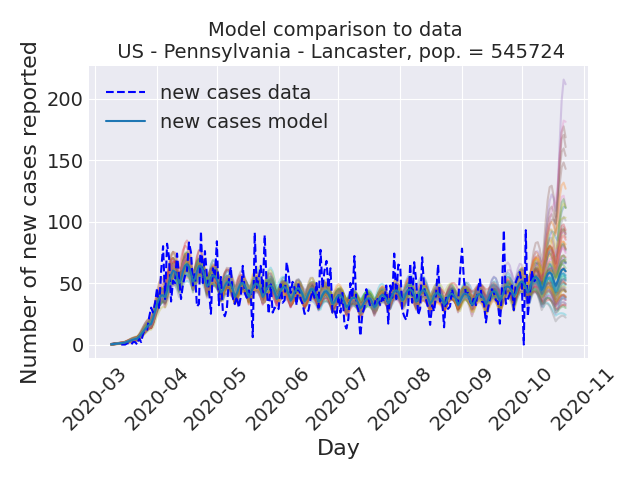 Model comparison to data
US - Pennsylvania - Lancaster, pop. = 545724
Number of new cases reported
new cases data
new cases model
200
150
100
50
0
2020-03
2020-04
2020-05
2020-06
2020-07
2020-08
2020-09
2020-10
2020-11
Day